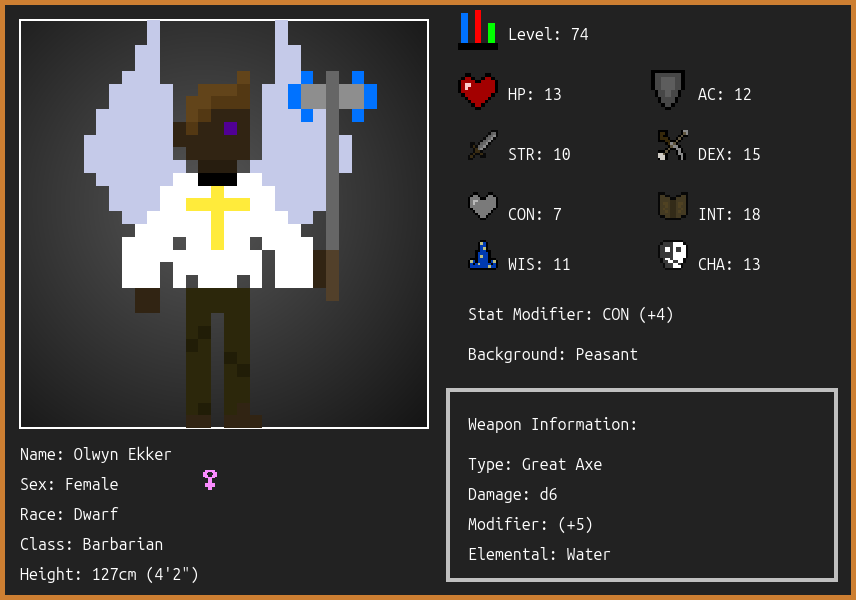 Level: 74
HP: 13
AC: 12
STR: 10
DEX: 15
CON: 7
INT: 18
WIS: 11
CHA: 13
Stat Modifier: CON (+4)
Background: Peasant
Weapon Information:
Type: Great Axe
Damage: d6
Modifier: (+5)
Elemental: Water
Name: Olwyn Ekker
Sex: Female
Race: Dwarf
Class: Barbarian
Height: 127cm (4'2")